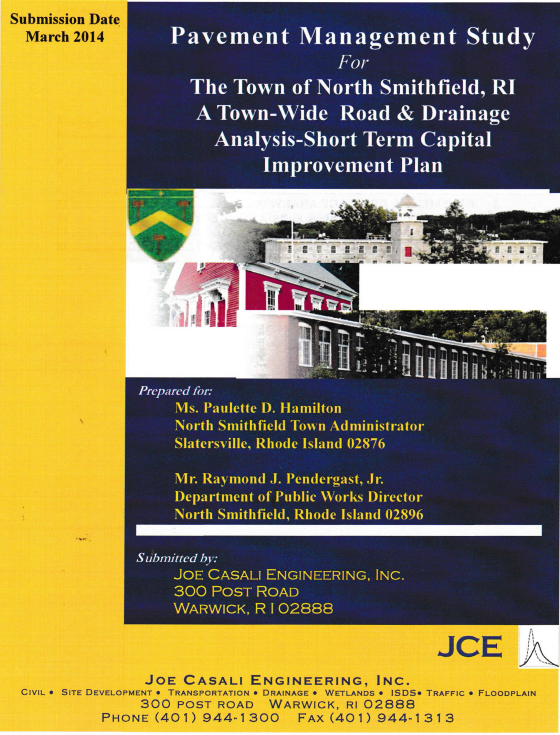 Submission Date
March 2014
Pavement Management Study
For
The Town of North Smithfield, RI
A Town-Wide Road & Drainage
Analysis-Short Term Capital
Improvement Plan
Prepared for:
Ms. Paulette D. Hamilton
North Smithfield Town Administrator
Slatersville, Rhode Island 02876
Mr. Raymond J. Pendergast, Jr.
Department of Public Works Director
North Smithfield, Rhode Island 02896
Submitted by:
JOE CASALI ENGINEERING, INC.
300 POST ROAD
WARWICK, R I 02888
JCE
JOE CASALI ENGINEERING, INC.
CIVIL • SITE DEVELOPMENT • TRANSPORTATION • DRAINAGE • WETLANDS • ISDS• TRAFFIC • FLOODPLAIN
300 POST ROAD WARWICK, RI 02888
PHONE (401) 944-1300 FAX (401) 944-1313